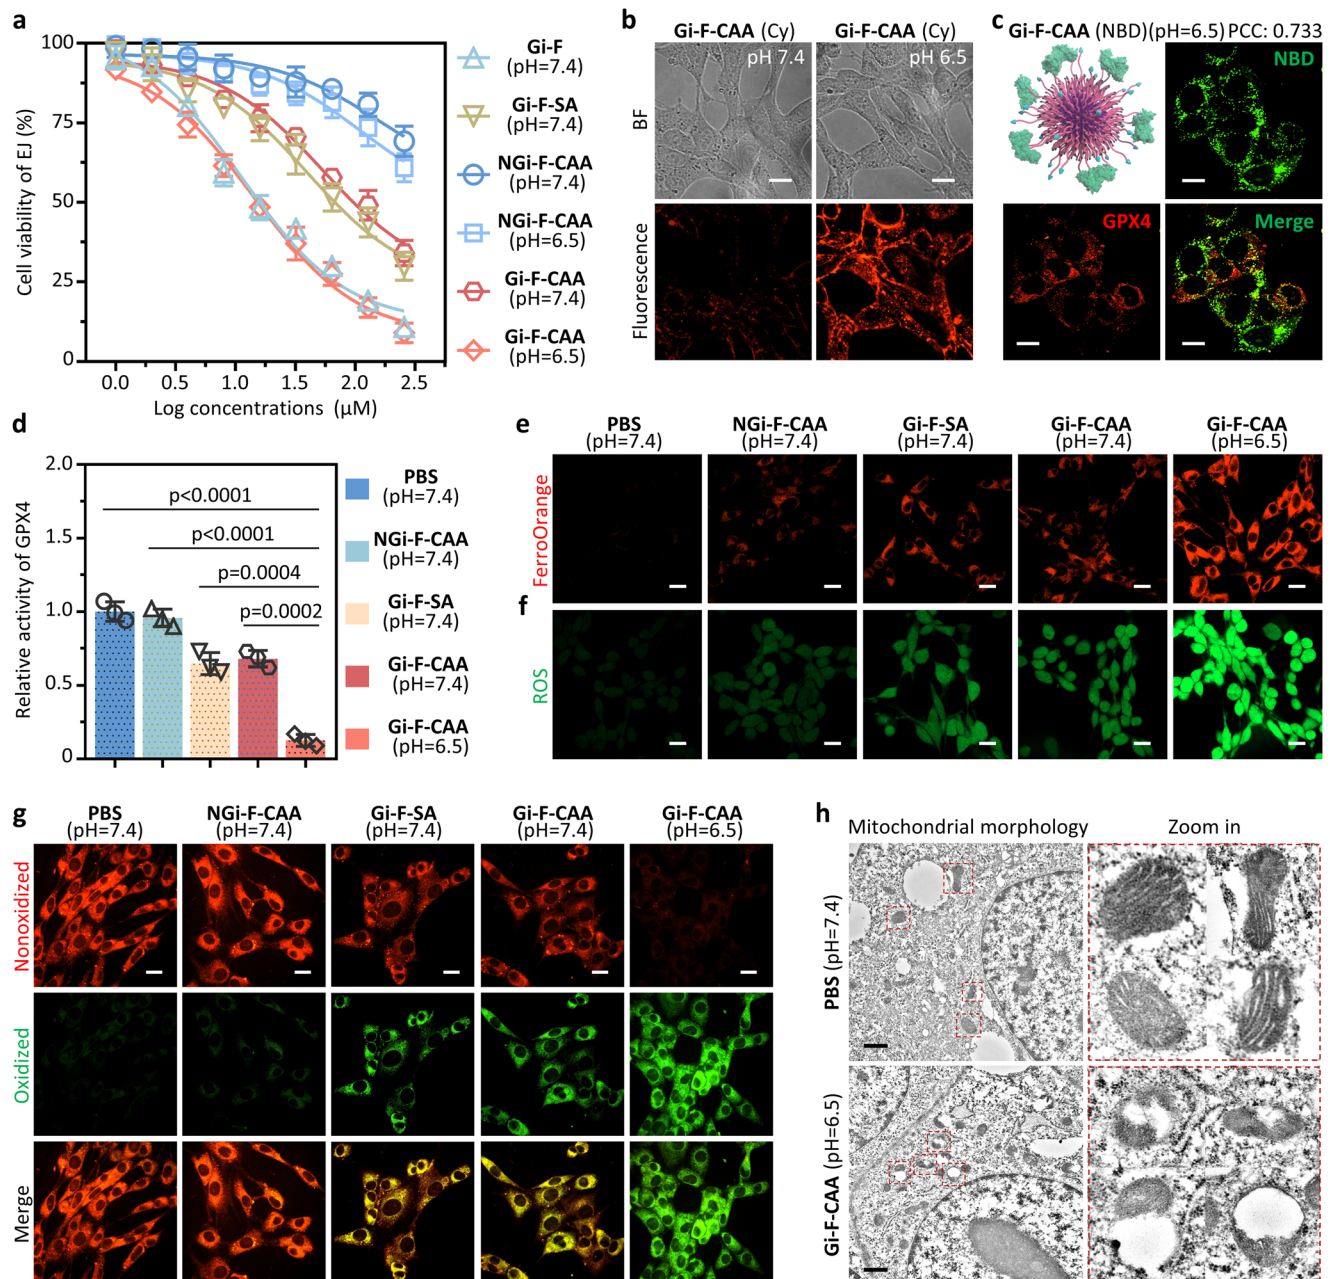 a
Cell viability of EJ (%)
100
75
50
25
0
0.0 0.5 1.0 1.5 2.0 2.5
Log concentrations (μM)
Gi-F
(pH=7.4)
Gi-F-SA
(pH=7.4)
NGi-F-CAA
(pH=7.4)
NGi-F-CAA
(pH=6.5)
Gi-F-CAA
(pH=7.4)
Gi-F-CAA
(pH=6.5)
b
Gi-F-CAA (Cy) Gi-F-CAA (Cy)
pH 7.4 pH 6.5
BF
Fluorescence
c
Gi-F-CAA (NBD)(pH=6.5) PCC: 0.733
NBD
GPX4
Merge
d
Relative activity of GPX4
2.0
1.5
1.0
0.5
0
p<0.0001
p<0.0001
p=0.0004
p=0.0002
PBS
(pH=7.4)
NGi-F-CAA
(pH=7.4)
Gi-F-SA
(pH=7.4)
Gi-F-CAA
(pH=7.4)
Gi-F-CAA
(pH=6.5)
e
PBS NGi-F-CAA Gi-F-SA Gi-F-CAA Gi-F-CAA
(pH=7.4) (pH=7.4) (pH=7.4) (pH=7.4) (pH=6.5)
FerroOrange
f
ROS
g
PBS NGi-F-CAA Gi-F-SA Gi-F-CAA Gi-F-CAA
(pH=7.4) (pH=7.4) (pH=7.4) (pH=7.4) (pH=6.5)
Nonoxidized
Oxidized
Merge
h
Mitochondrial morphology Zoom in
PBS (pH=7.4)
Gi-F-CAA (pH=6.5)